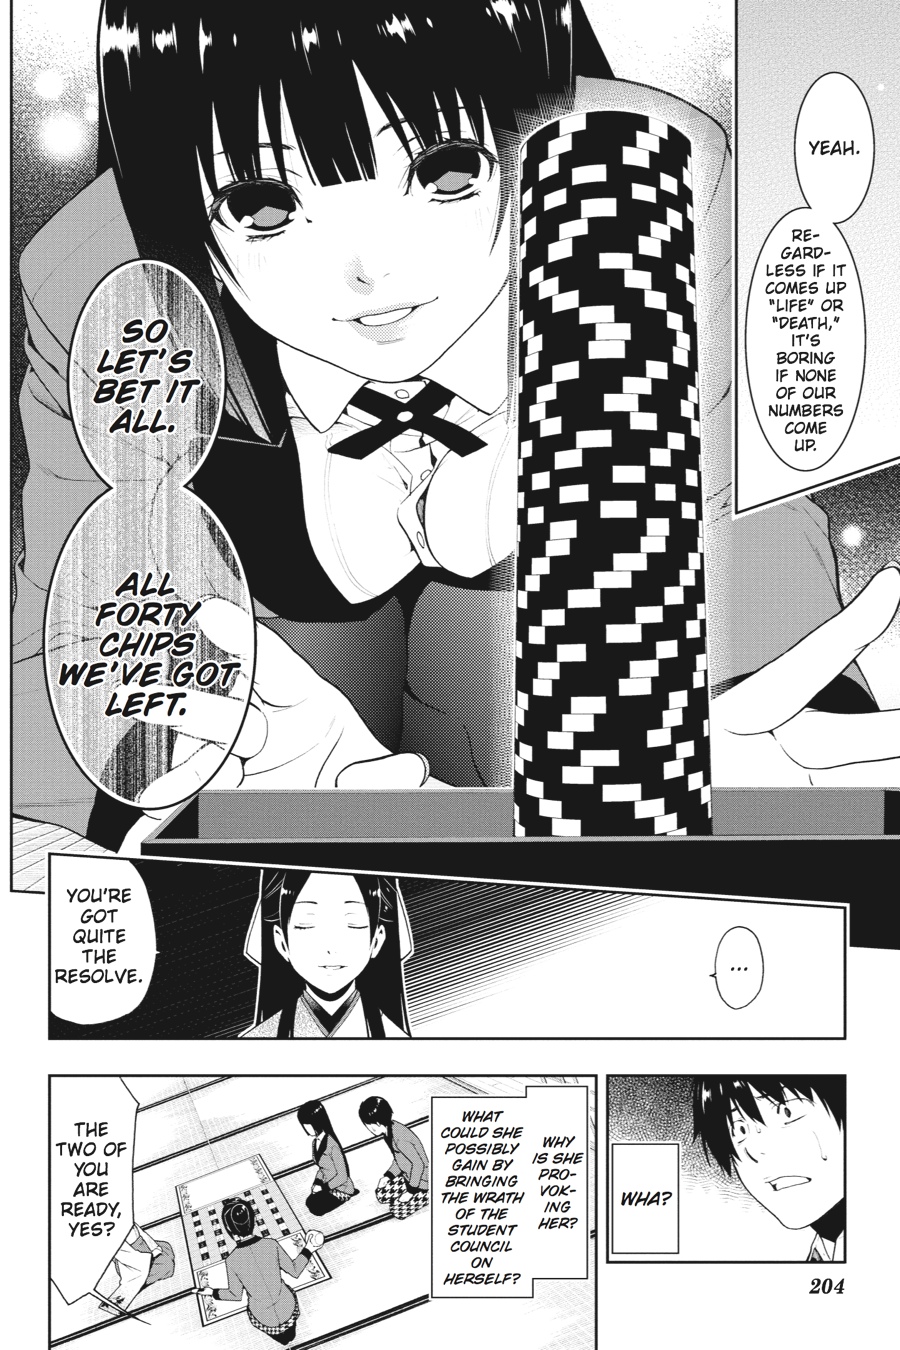 YEAH.
RE-
GARD-
LESS IF IT
COMES UP
"LIFE" OR
"DEATH,"
IT'S
BORING
IF NONE
OF OUR
NUMBERS
COME
UP.
SO
LET'S
BET IT
ALL.
ALL
FORTY
CHIPS
WE'VE GOT
LEFT.
...
YOU'RE
GOT
QUITE
THE
RESOLVE.
WHA?
WHY
IS SHE
PRO-
VOK-
ING
HER?
WHAT
COULD SHE
POSSIBLY
GAIN BY
BRINGING
THE WRATH
OF THE
STUDENT
COUNCIL
ON
HERSELF?
THE
TWO OF
YOU
ARE
READY,
YES?
204